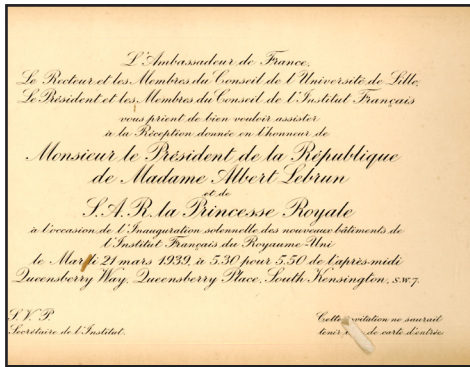 L'Ambassadeur de France,
Le Recteur et les Membres du Conseil de l'Université de Lille,
Le Président et les Membres du Conseil de l'Institut Français
vous prient de bien vouloir assister
à la Réception donnée en l'honneur de
Monsieur le Président de la République
de Madame Albert Lebrun
et de
S.A.R. la Princesse Royale
à l'occasion de l'Inauguration solennelle des nouveaux bâtiments de
l'Institut Français du Royaume-Uni
le Mardi 21 mars 1939, à 5.30 pour 5.50 de l'après-midi
Queensberry Way, Queensberry Place, South Kensington, S.W.7.
Secrétaire de l'Institut.
Cette invitation ne saurait
tenir de carte d'entrée